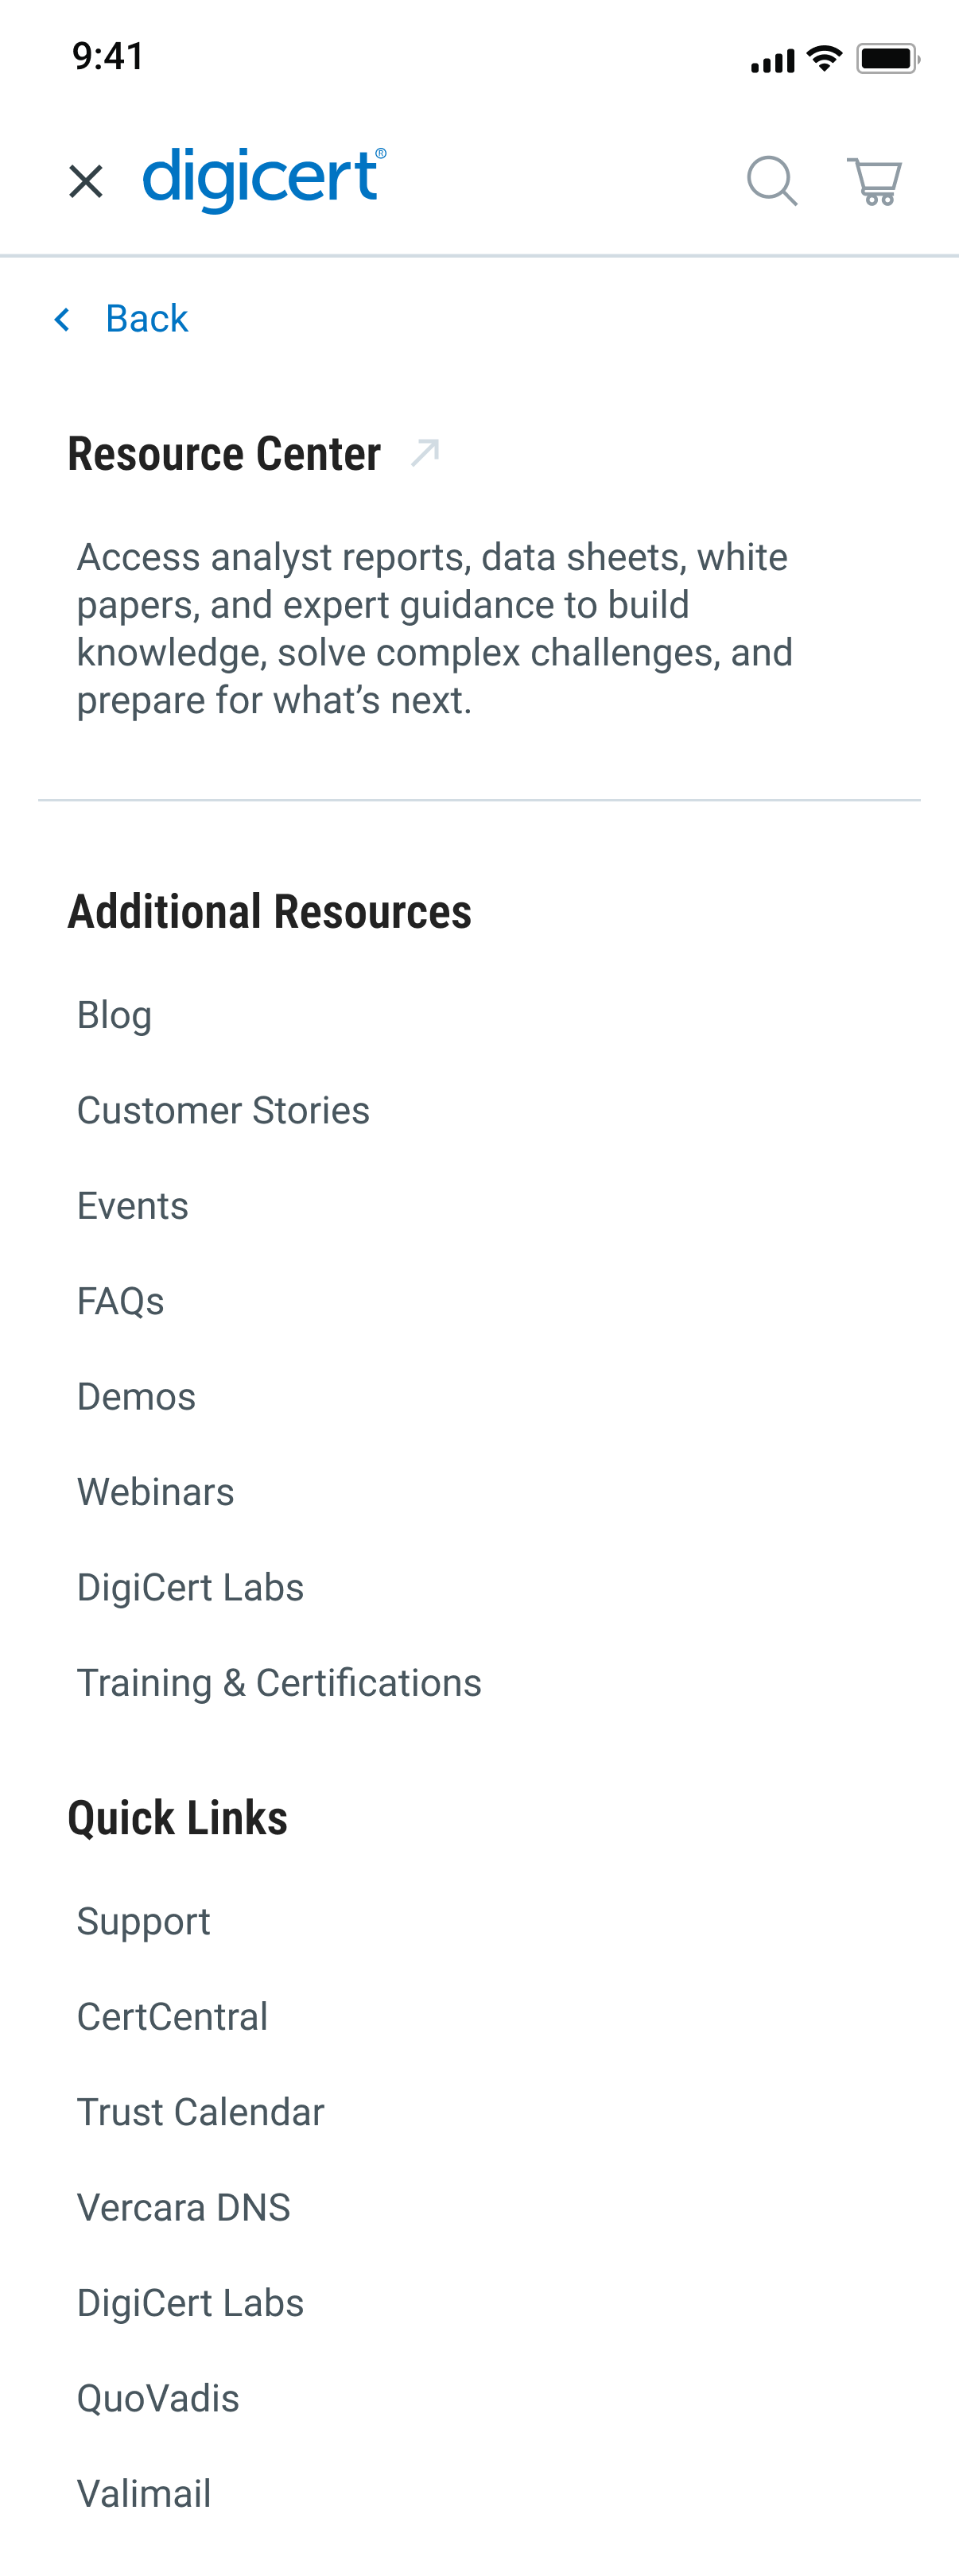 9:41
digicert®
Back
Resource Center
Access analyst reports, data sheets, white
papers, and expert guidance to build
knowledge, solve complex challenges, and
prepare for what’s next.
Additional Resources
Blog
Customer Stories
Events
FAQs
Demos
Webinars
DigiCert Labs
Training & Certifications
Quick Links
Support
CertCentral
Trust Calendar
Vercara DNS
DigiCert Labs
QuoVadis
Valimail